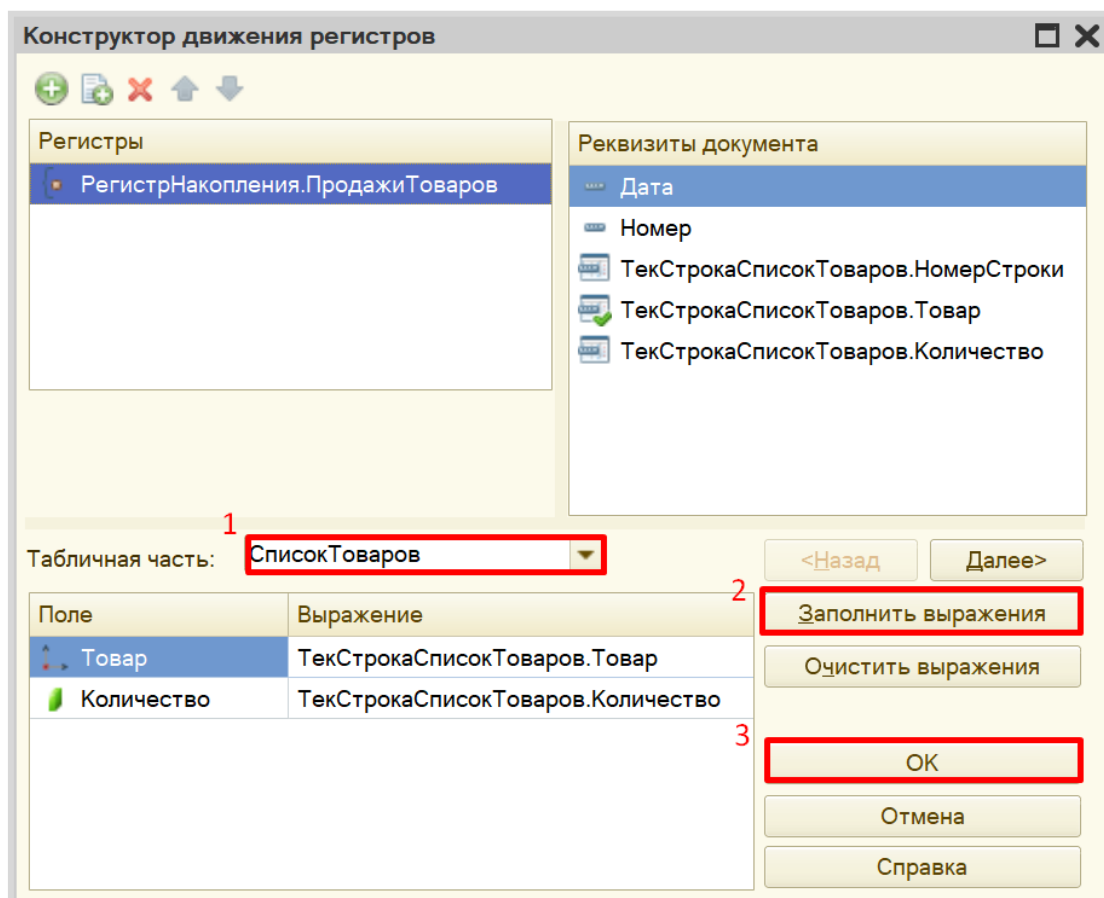 Конструктор движения регистров
Регистры
РегистрНакопления.ПродажиТоваров
Реквизиты документа
Дата
Номер
ТекСтрокаСписокТоваров.НомерСтроки
ТекСтрокаСписокТоваров.Товар
ТекСтрокаСписокТоваров.Количество
1
Табличная часть: СписокТоваров
<Назад Далее>
2
Поле Выражение
Заполнить выражения
Товар ТекСтрокаСписокТоваров.Товар
Очистить выражения
Количество ТекСтрокаСписокТоваров.Количество
3
ОК
Отмена
Справка